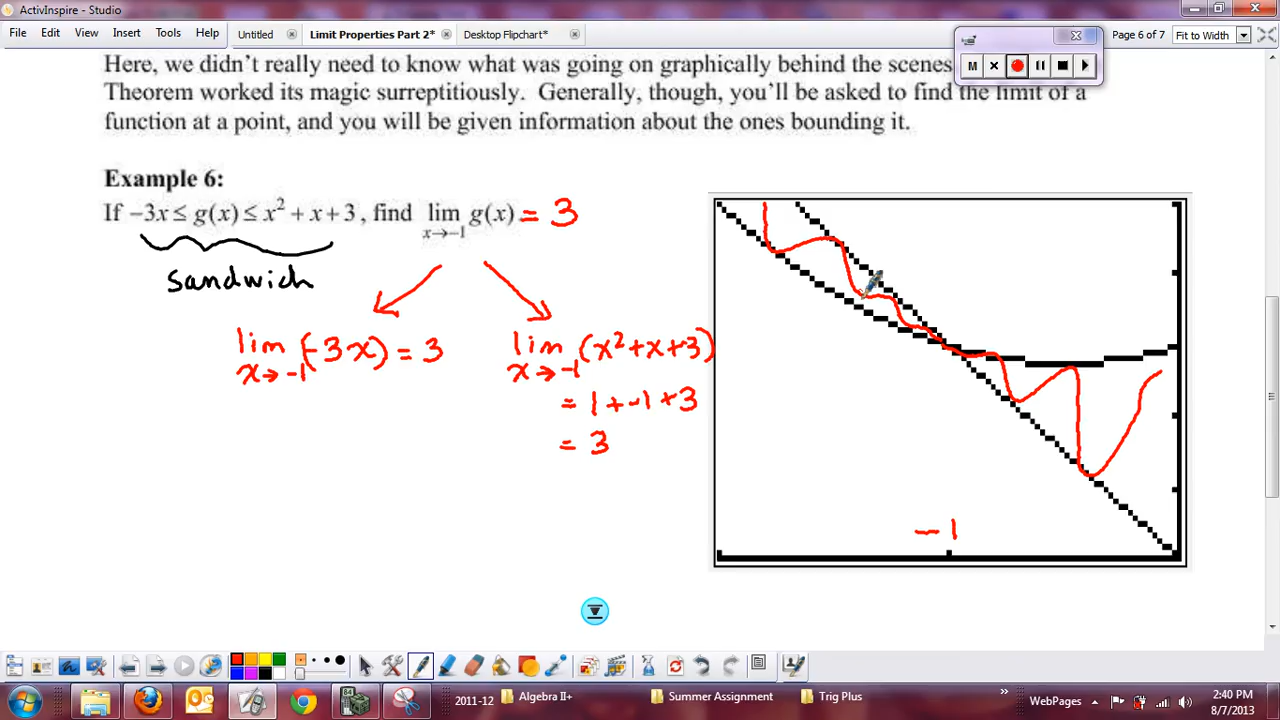 ActivInspire - Studio
File Edit View Insert Tools Help Untitled Limit Properties Part 2* Desktop Flipchart* Page 6 of 7 Fit to Width
M
Here, we didn't really need to know what was going on graphically behind the scenes
Theorem worked its magic surreptitiously. Generally, though, you'll be asked to find the limit of a
function at a point, and you will be given information about the ones bounding it.
Example 6:
If −3x ≤ g(x) ≤ x² + x + 3, find lim g(x) = 3
x→−1
sandwich
lim (−3x) = 3
x→−1
lim (x²+x+3)
x→−1
= 1 + -1 + 3
= 3
−1
2011-12 Algebra II+ Summer Assignment Trig Plus » WebPages 2:40 PM
8/7/2013